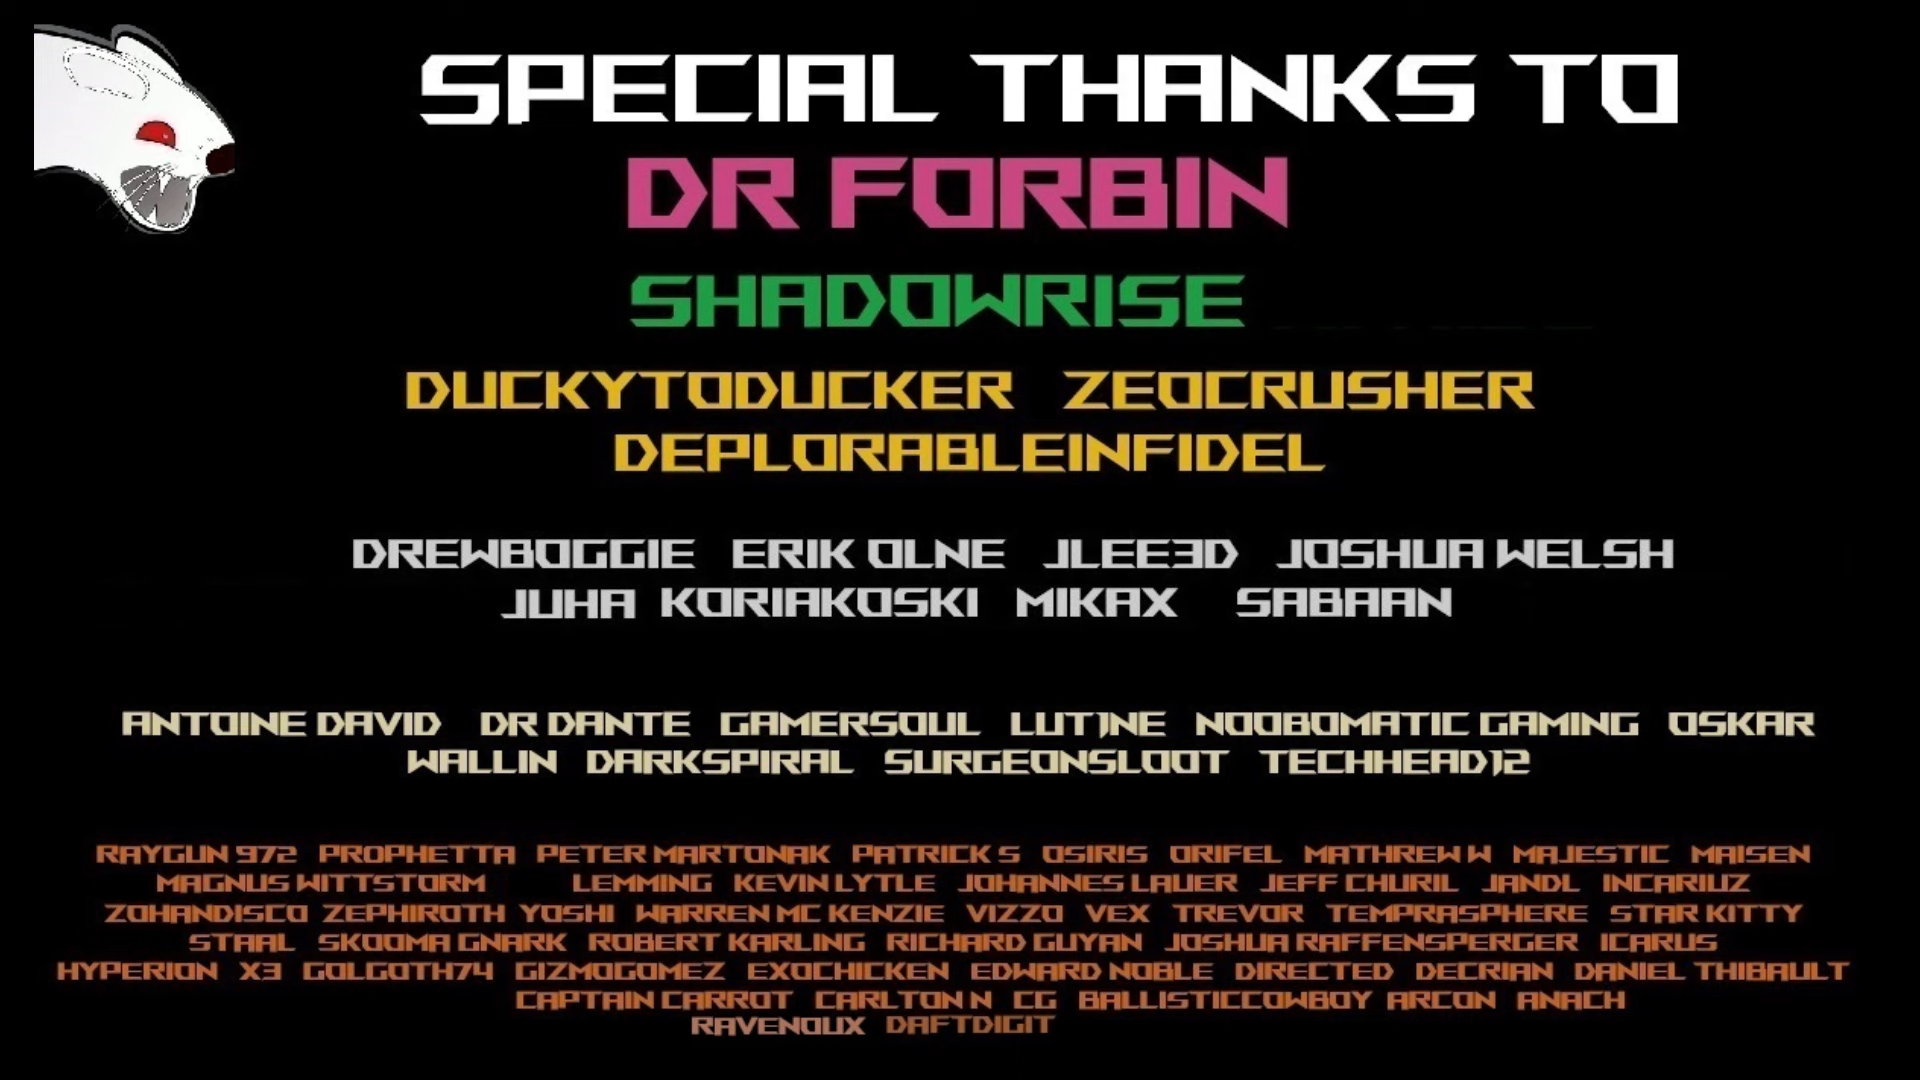 SPECIAL THANKS TO
DR FORBIN
SHADOWRISE
DUCKYTODUCKER ZEOCRUSHER
DEPLORABLEINFIDEL
DREWBOGGIE ERIK OLNE JLEE3D JOSHUA WELSH
JUHA KORIAKOSKI MIKAX SABAAN
ANTOINE DAVID DR DANTE GAMERSOUL LUT1NE NOOBOMATIC GAMING OSKAR
WALLIN DARKSPIRAL SURGEONSLOOT TECHHEAD12
RAYGUN 972 PROPHETTA PETER MARTONAK PATRICK S OSIRIS ORIFEL MATHREW W MAJESTIC MAISEN
MAGNUS WITTSTORM LEMMING KEVIN LYTLE JOHANNES LAUER JEFF CHURIL JANDL INCARIUZ
ZOHANDISCO ZEPHIROTH YOSHI WARREN MC KENZIE VIZZO VEX TREVOR TEMPRASPHERE STAR KITTY
STAAL SKOOMA GNARK ROBERT KARLING RICHARD GUYAN JOSHUA RAFFENSPERGER ICARUS
HYPERION X3 GOLGOTH74 GIZMOGOMEZ EXOCHICKEN EDWARD NOBLE DIRECTED DECRIAN DANIEL THIBAULT
CAPTAIN CARROT CARLTON N CG BALLISTICCOWBOY ARCON ANACH
RAVENOUX DAFTDIGIT